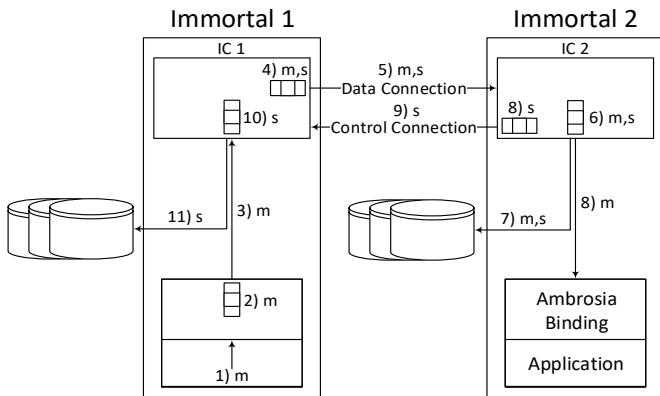 Immortal 1
Immortal 2
IC 1
IC 2
4) m,s
5) m,s
Data Connection
9) s
Control Connection
10) s
8) s
6) m,s
11) s
3) m
7) m,s
8) m
2) m
1) m
Ambrosia
Binding
Application